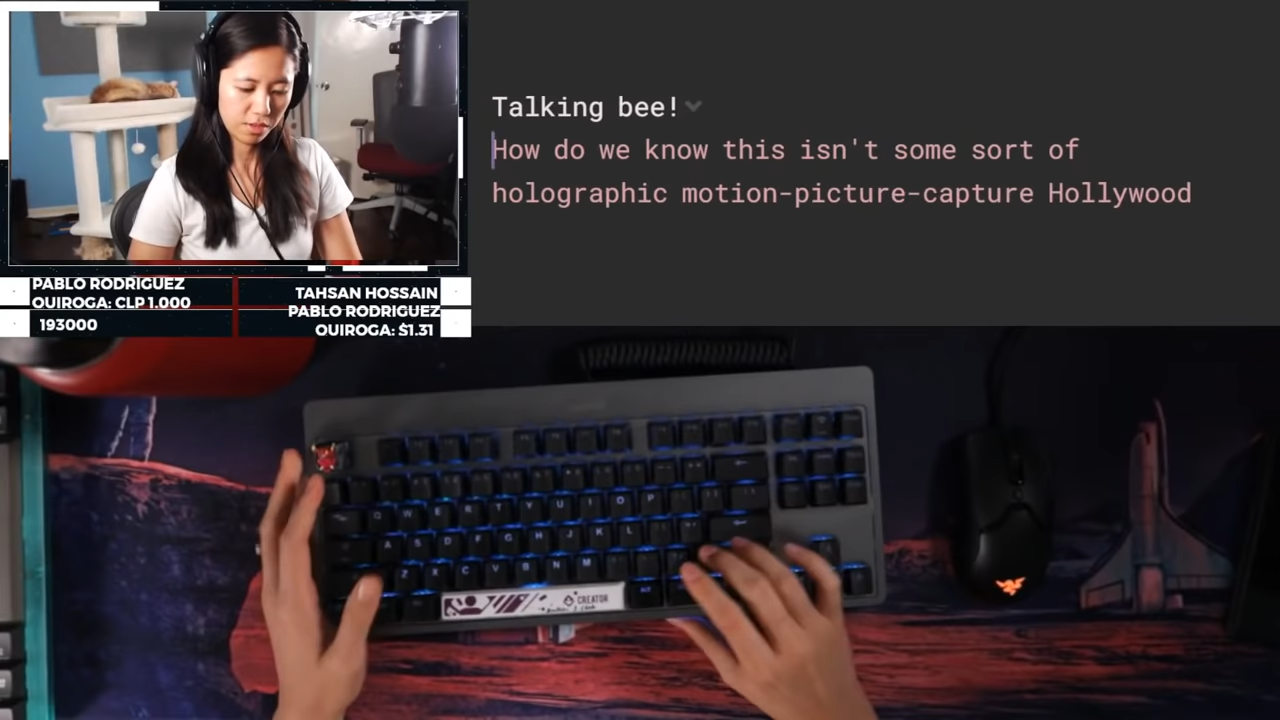 Talking bee!
How do we know this isn't some sort of
holographic motion-picture-capture Hollywood
PABLO RODRIGUEZ
QUIROGA: CLP 1.000
193000
TAHSAN HOSSAIN
PABLO RODRIGUEZ
QUIROGA: $1.31
Q W E R T Y U I O P
A S D F G H J K L
Z X C V B N M
ALT
CREATOR